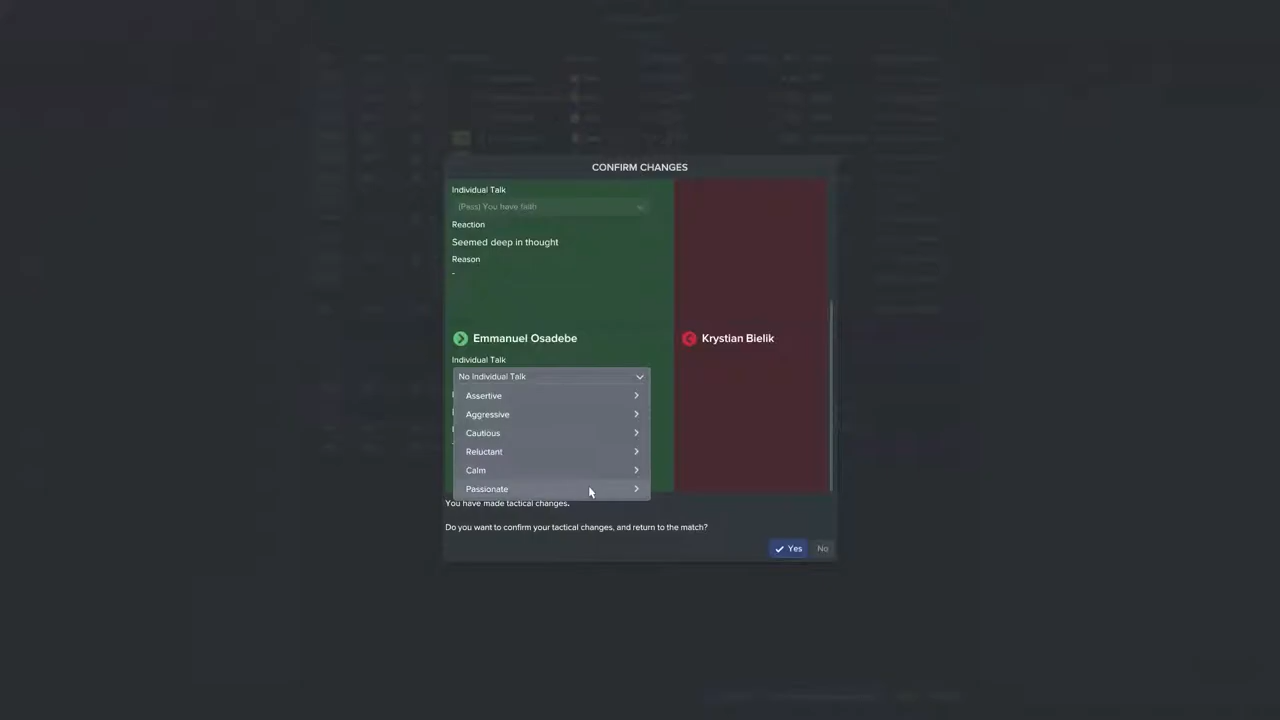 CONFIRM CHANGES
Individual Talk
(Pass) You have faith
Reaction
Seemed deep in thought
Reason
-
Emmanuel Osadebe
Krystian Bielik
Individual Talk
No Individual Talk
Assertive
Aggressive
Cautious
Reluctant
Calm
Passionate
You have made tactical changes.
Do you want to confirm your tactical changes, and return to the match?
Yes
No